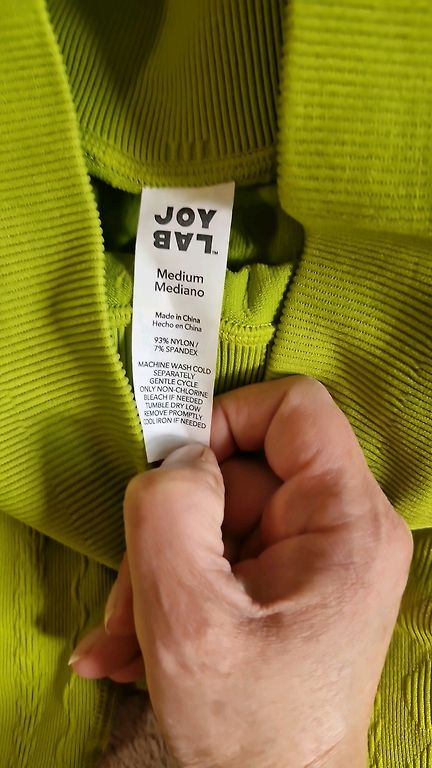 JOY
LAB™
Medium
Mediano
Made in China
Hecho en China
93% NYLON /
7% SPANDEX
MACHINE WASH COLD
SEPARATELY
GENTLE CYCLE
ONLY NON-CHLORINE
BLEACH IF NEEDED
TUMBLE DRY LOW
REMOVE PROMPTLY
COOL IRON IF NEEDED